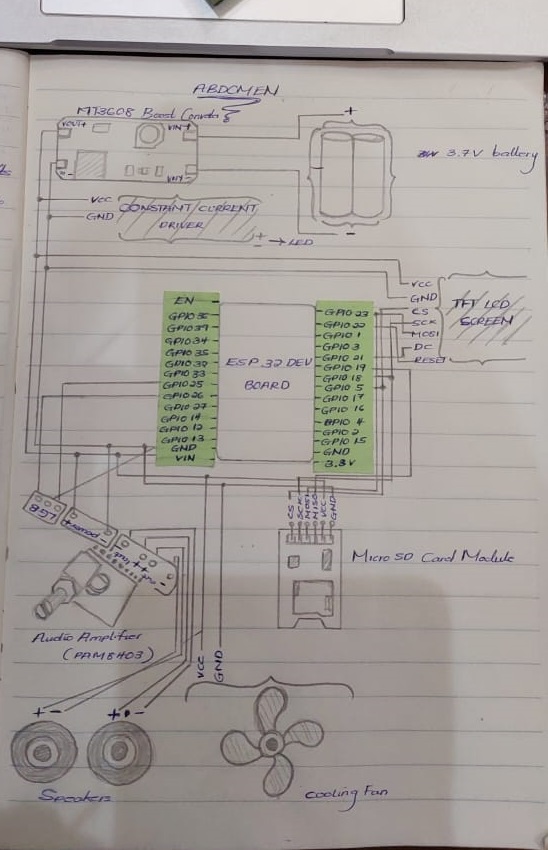 ABDOMEN
MT3608 Boost Converter
VOUT+
VIN+
VIN-
+
-
3.7V battery
VCC
GND
CONSTANT CURRENT
DRIVER
+
- → LED
VCC
GND
CS
SCK
MOSI
DC
RESET
TFT LCD
SCREEN
EN
GPIO 36
GPIO 39
GPIO 34
GPIO 35
GPIO 32
GPIO 33
GPIO 25
GPIO 26
GPIO 27
GPIO 14
GPIO 12
GPIO 13
GND
VIN
ESP 32 DEV
BOARD
GPIO 23
GPIO 22
GPIO 1
GPIO 3
GPIO 21
GPIO 19
GPIO 18
GPIO 5
GPIO 17
GPIO 16
GPIO 4
GPIO 2
GPIO 15
GND
3.3V
CS
SCK
MOSI
MISO
VCC
GND
Micro SD Card Module
Power
Audio Amplifier
(PAM8403)
VCC
GND
+ -
+ -
Speakers
Cooling Fan